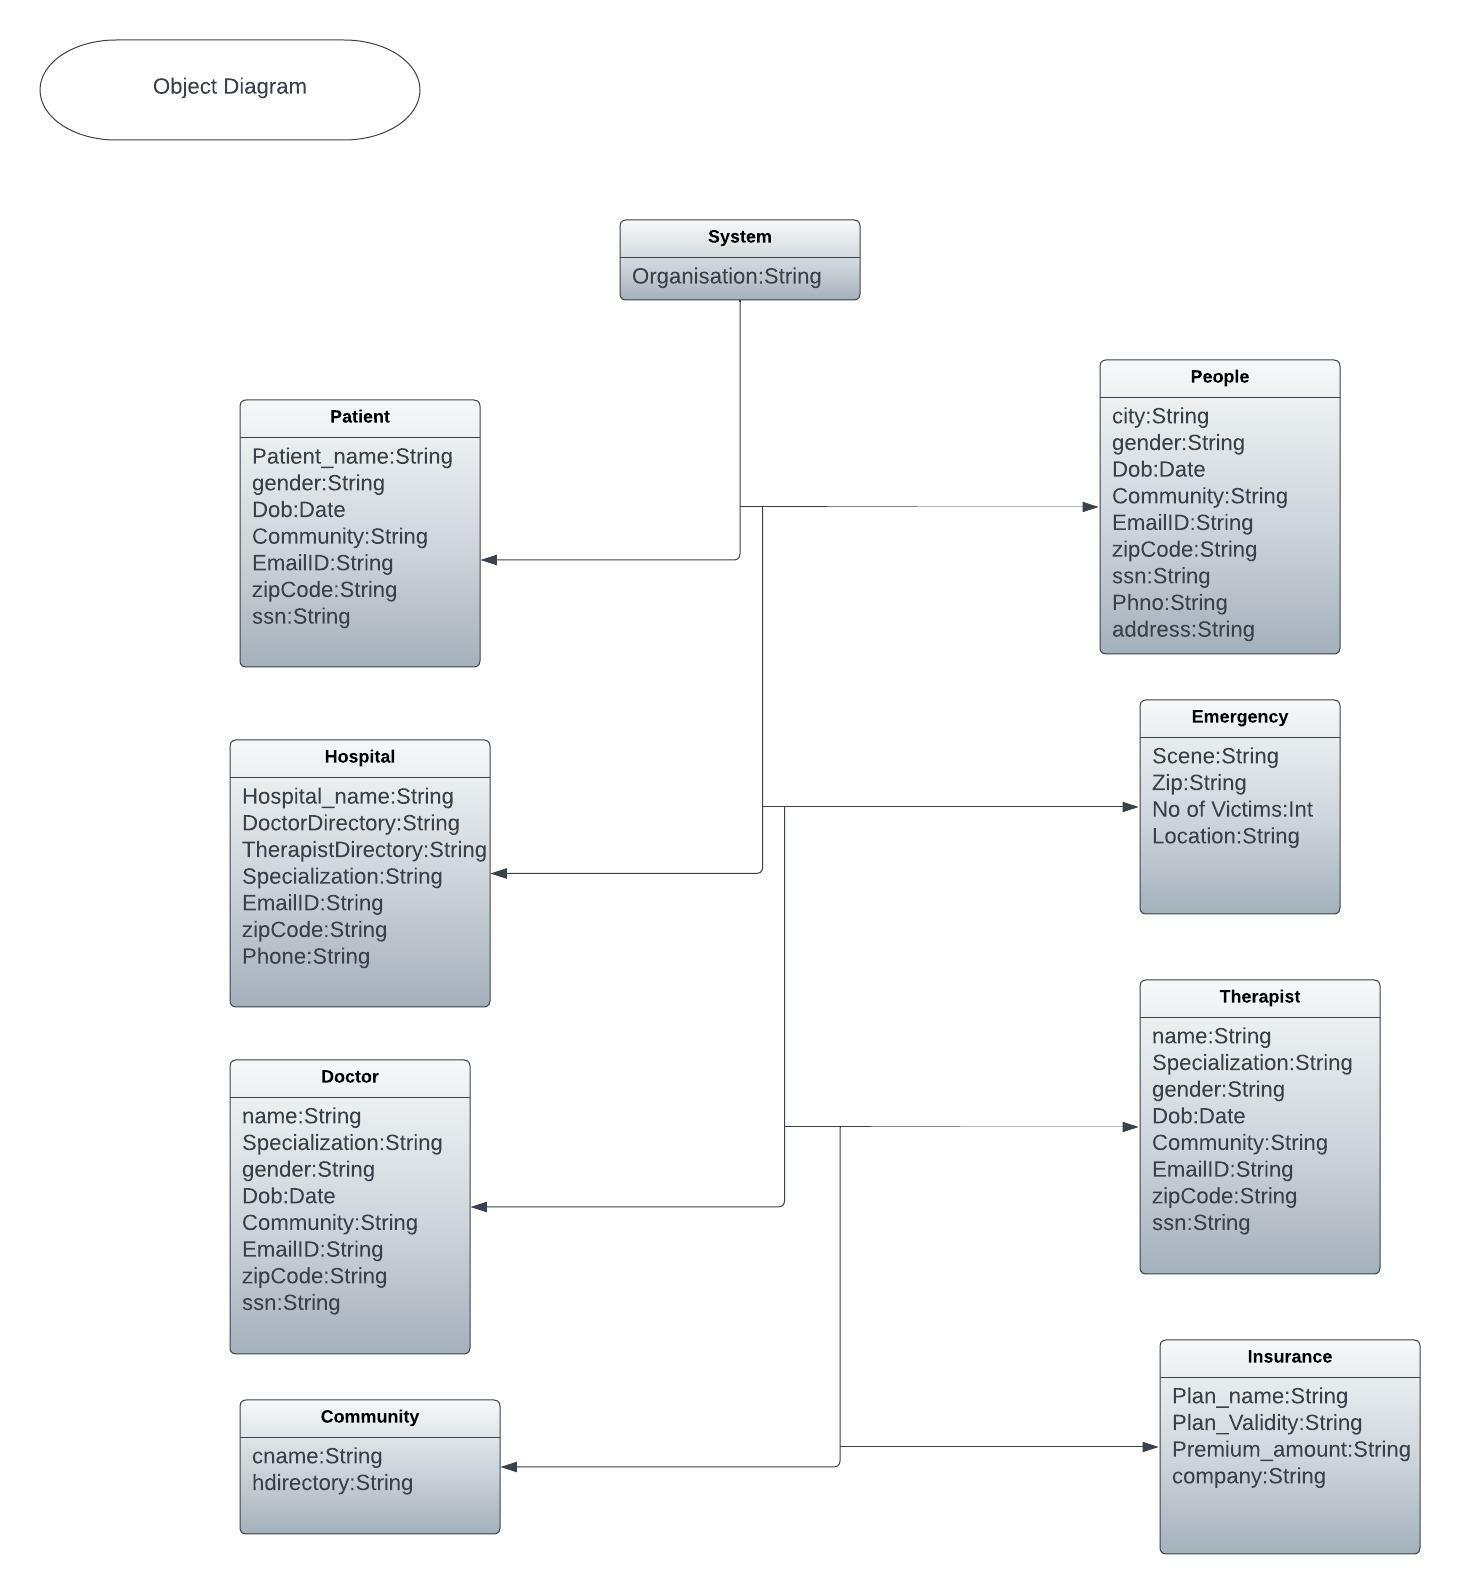 Object Diagram
System
Organisation:String
People
city:String
gender:String
Dob:Date
Community:String
EmailID:String
zipCode:String
ssn:String
Phno:String
address:String
Patient
Patient_name:String
gender:String
Dob:Date
Community:String
EmailID:String
zipCode:String
ssn:String
Emergency
Scene:String
Zip:String
No of Victims:Int
Location:String
Hospital
Hospital_name:String
DoctorDirectory:String
TherapistDirectory:String
Specialization:String
EmailID:String
zipCode:String
Phone:String
Therapist
name:String
Specialization:String
gender:String
Dob:Date
Community:String
EmailID:String
zipCode:String
ssn:String
Doctor
name:String
Specialization:String
gender:String
Dob:Date
Community:String
EmailID:String
zipCode:String
ssn:String
Insurance
Plan_name:String
Plan_Validity:String
Premium_amount:String
company:String
Community
cname:String
hdirectory:String